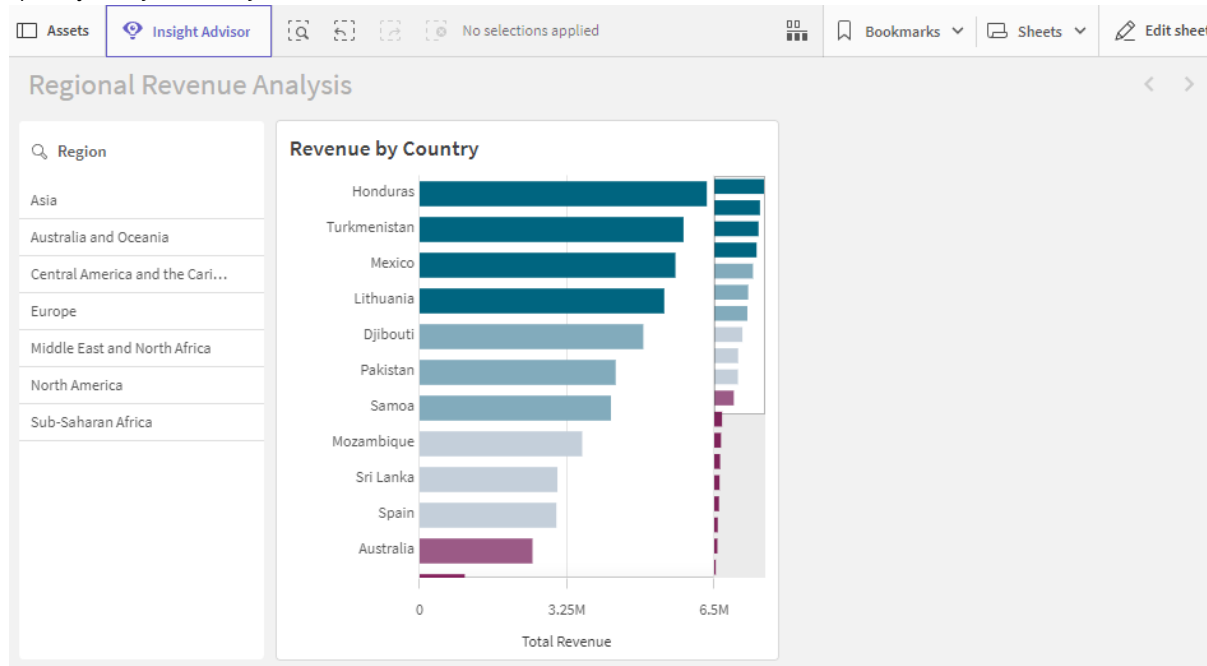 Assets
Insight Advisor
No selections applied
Bookmarks
Sheets
Edit sheet
Regional Revenue Analysis
Region
Asia
Australia and Oceania
Central America and the Cari...
Europe
Middle East and North Africa
North America
Sub-Saharan Africa
Revenue by Country
Honduras
Turkmenistan
Mexico
Lithuania
Djibouti
Pakistan
Samoa
Mozambique
Sri Lanka
Spain
Australia
0 3.25M 6.5M
Total Revenue